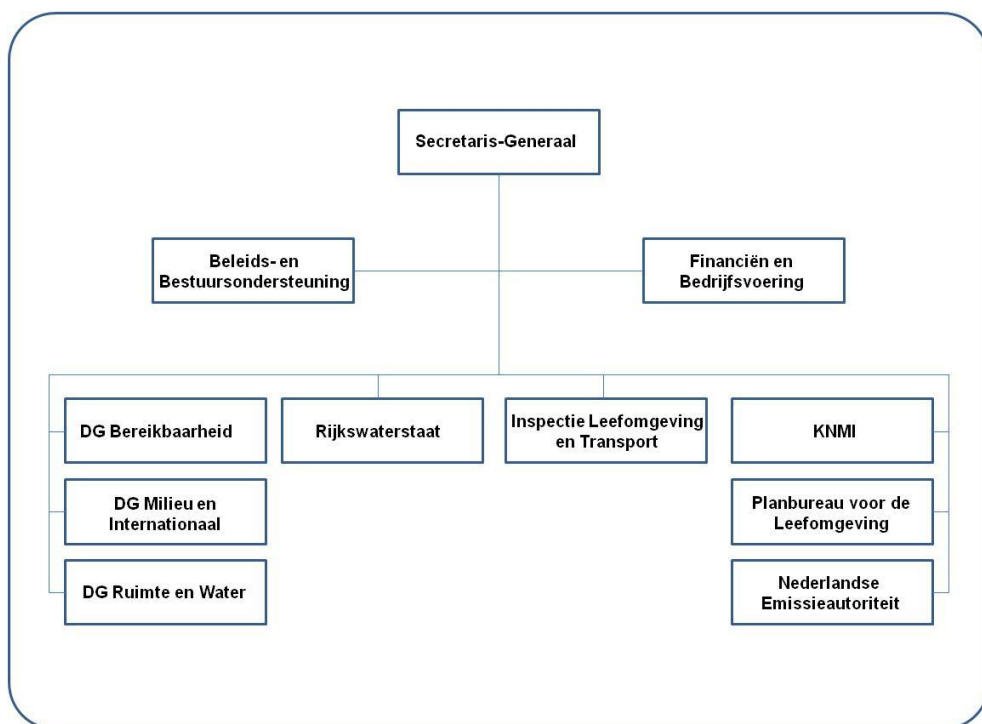 Secretaris-Generaal
Beleids- en
Bestuursondersteuning
Financiën en
Bedrijfsvoering
DG Bereikbaarheid
Rijkswaterstaat
Inspectie Leefomgeving
en Transport
KNMI
DG Milieu en
Internationaal
Planbureau voor de
Leefomgeving
DG Ruimte en Water
Nederlandse
Emissieautoriteit